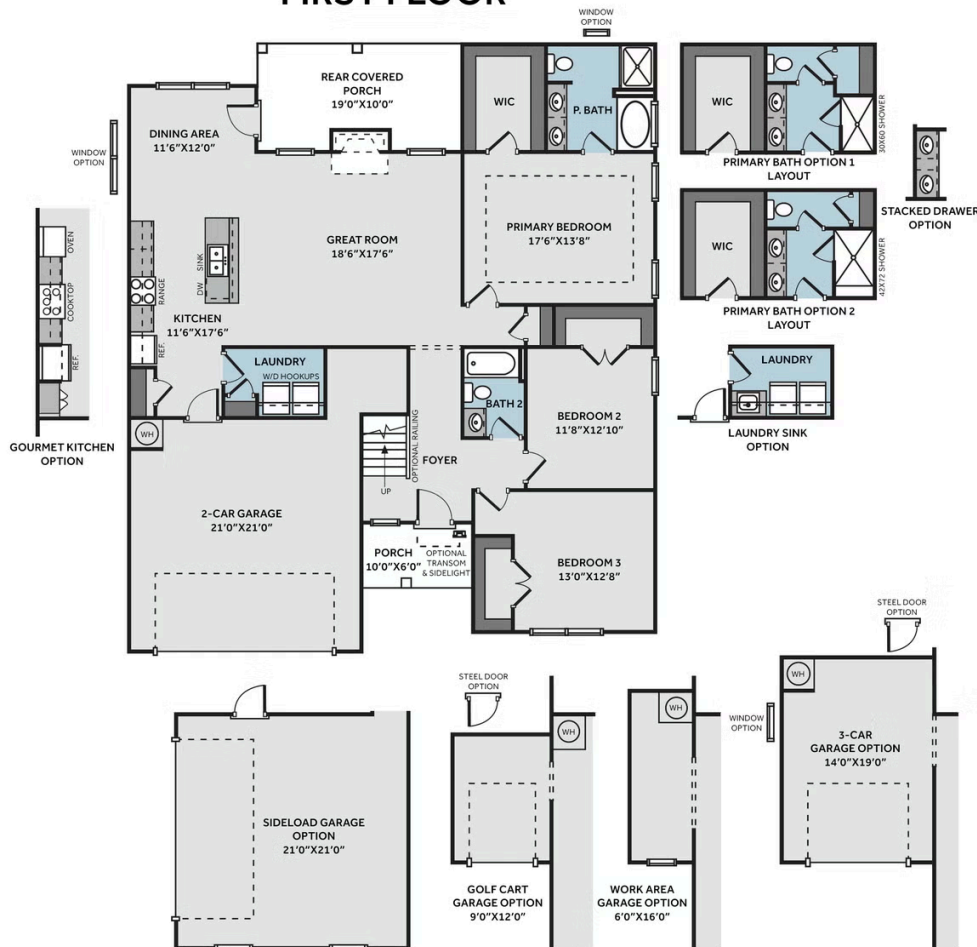 FIRST FLOOR
WINDOW
OPTION
REAR COVERED
PORCH
19'0"X10'0"
WIC
P. BATH
WIC
30X60 SHOWER
PRIMARY BATH OPTION 1
LAYOUT
DINING AREA
11'6"X12'0"
WINDOW
OPTION
STACKED DRAWER
OPTION
PRIMARY BEDROOM
17'6"X13'8"
GREAT ROOM
18'6"X17'6"
WIC
42X72 SHOWER
PRIMARY BATH OPTION 2
LAYOUT
OVEN
COOKTOP
REF.
GOURMET KITCHEN
OPTION
SINK
DW
RANGE
KITCHEN
11'6"X17'6"
REF.
LAUNDRY
W/D HOOKUPS
BATH 2
BEDROOM 2
11'8"X12'10"
LAUNDRY
LAUNDRY SINK
OPTION
WH
OPTIONAL RAILING
FOYER
UP
2-CAR GARAGE
21'0"X21'0"
PORCH
10'0"X6'0"
OPTIONAL
TRANSOM
& SIDELIGHT
BEDROOM 3
13'0"X12'8"
STEEL DOOR
OPTION
STEEL DOOR
OPTION
WH
WH
WH
WINDOW
OPTION
3-CAR
GARAGE OPTION
14'0"X19'0"
SIDELOAD GARAGE
OPTION
21'0"X21'0"
GOLF CART
GARAGE OPTION
9'0"X12'0"
WORK AREA
GARAGE OPTION
6'0"X16'0"